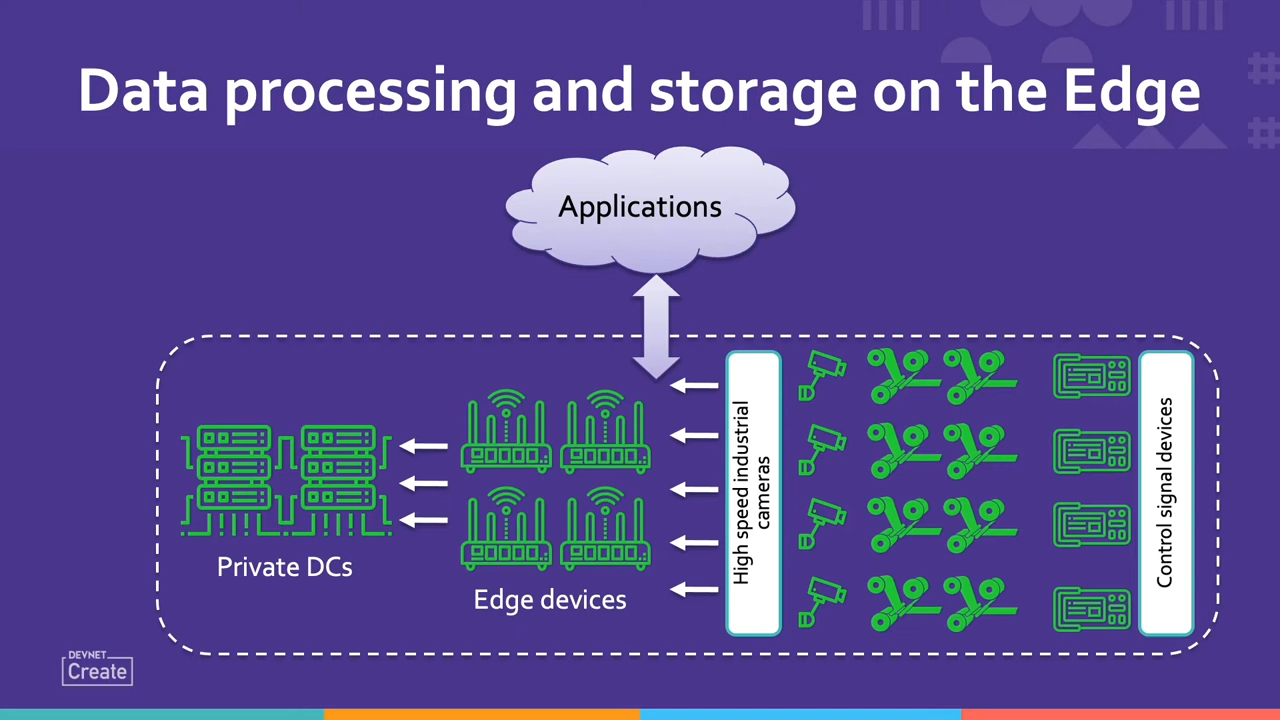 Data processing and storage on the Edge
Applications
High speed industrial
cameras
Control signal devices
Private DCs
Edge devices
DEVNET
Create